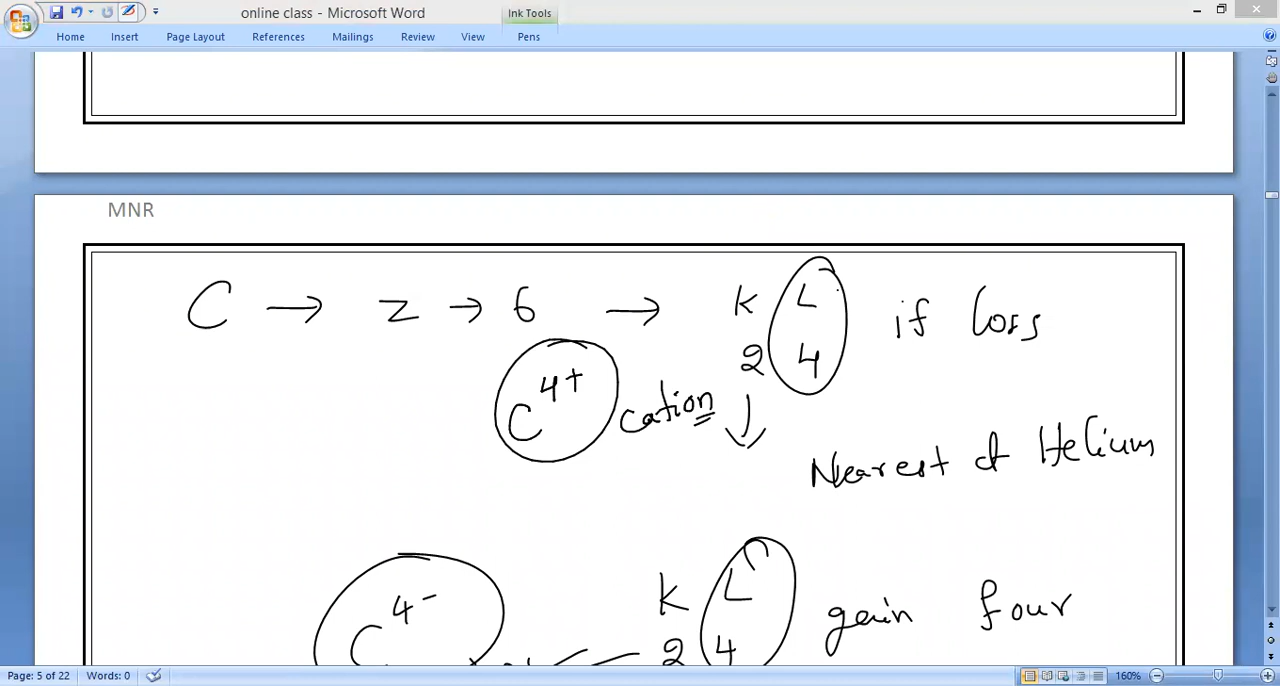 online class - Microsoft Word
Ink Tools
Home Insert Page Layout References Mailings Review View Pens
MNR
C → z → 6 → K L if loss
2 4
C4+ cation
Nearest of Helium
K L gain four
C4- 2 4
Page: 5 of 22 Words: 0 160%